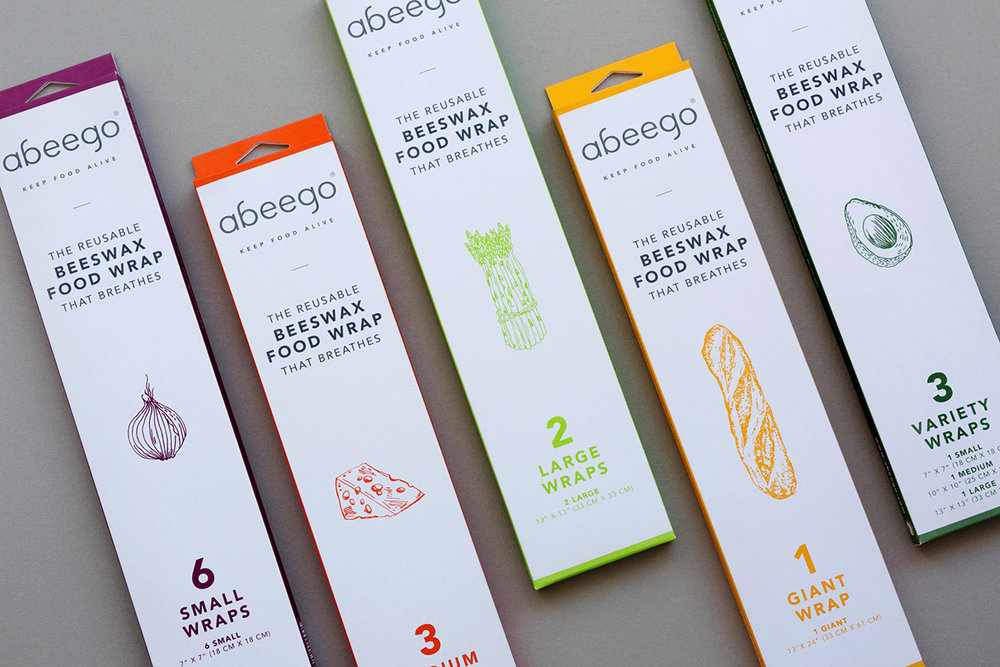 abeego®
KEEP FOOD ALIVE
THE REUSABLE
BEESWAX
FOOD WRAP
THAT BREATHES
6
SMALL
WRAPS
6 SMALL
7" X 7" (18 CM X 18 CM)
abeego®
KEEP FOOD ALIVE
THE REUSABLE
BEESWAX
FOOD WRAP
THAT BREATHES
3
abeego®
KEEP FOOD ALIVE
THE REUSABLE
BEESWAX
FOOD WRAP
THAT BREATHES
2
LARGE
WRAPS
2 LARGE
13" X 13" (33 CM X 33 CM)
abeego®
KEEP FOOD ALIVE
THE REUSABLE
BEESWAX
FOOD WRAP
THAT BREATHES
1
GIANT
WRAP
1 GIANT
13" X 24" (33 CM X 61 CM)
KEEP FOOD ALIVE
THE REUSABLE
BEESWAX
FOOD WRAP
THAT BREATHES
3
VARIETY
WRAPS
1 SMALL
7" X 7" (18 CM X 18
1 MEDIUM
10" X 10" (25 CM
1 LARGE
13" X 13" (33 CM